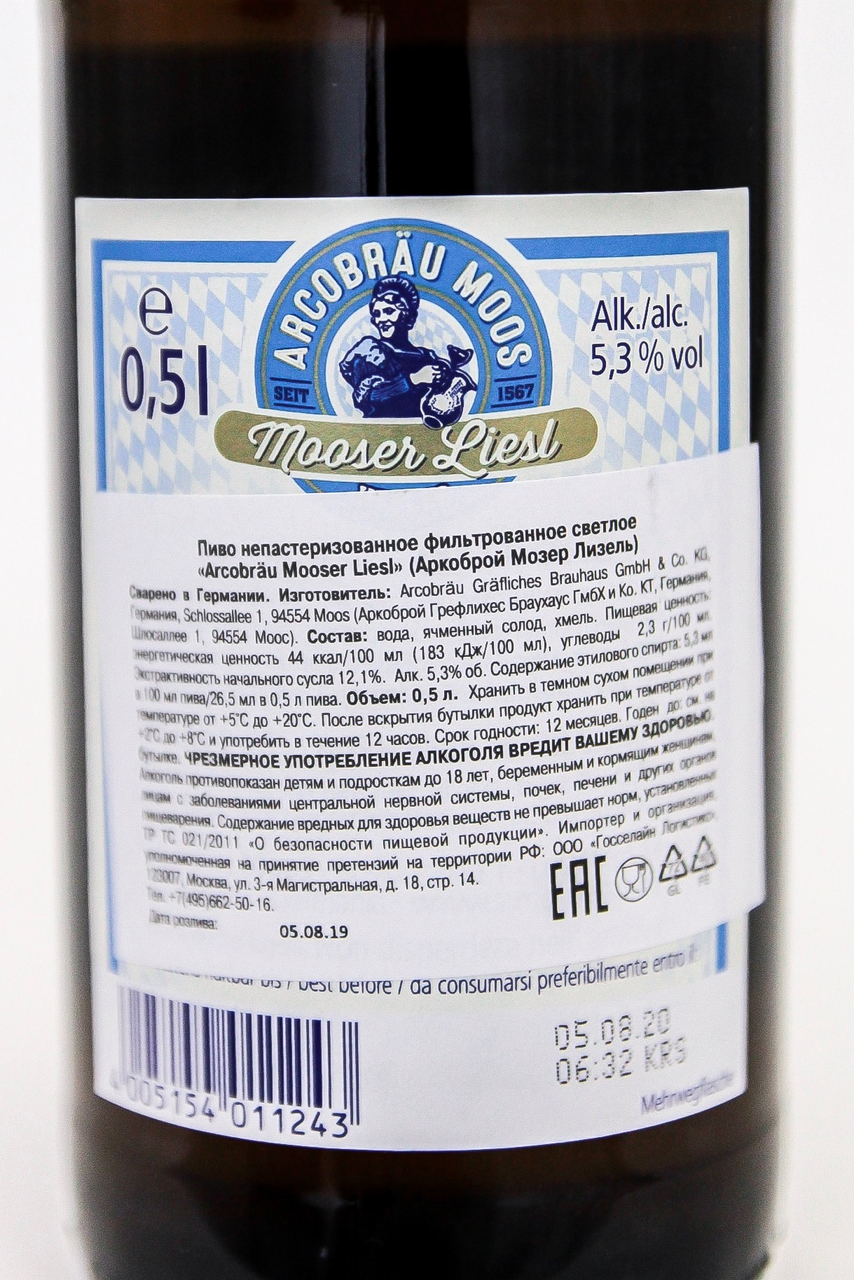 ARCOBRÄU MOOS
e
0,5 l
Alk./alc.
5,3 % vol
SEIT 1567
Mooser Liesl
Пиво непастеризованное фильтрованное светлое
«Arcobräu Mooser Liesl» (Аркоброй Мозер Лизель)
Сварено в Германии. Изготовитель: Arcobräu Gräfliches Brauhaus GmbH & Co. KG,
Германия, Schlossallee 1, 94554 Moos (Аркоброй Грефлихес Браухаус ГмбХ и Ко. КТ, Германия,
Шлосаллее 1, 94554 Моос). Состав: вода, ячменный солод, хмель. Пищевая ценность:
энергетическая ценность 44 ккал/100 мл (183 кДж/100 мл), углеводы 2,3 г/100 мл.
Экстрактивность начального сусла 12,1%. Алк. 5,3% об. Содержание этилового спирта: 5,3 мл
в 100 мл пива/26,5 мл в 0,5 л пива. Объем: 0,5 л. Хранить в темном сухом помещении при
температуре от +5°С до +20°С. После вскрытия бутылки продукт хранить при температуре от
+2°С до +8°С и употребить в течение 12 часов. Срок годности: 12 месяцев. Годен до: см. на
бутылке. ЧРЕЗМЕРНОЕ УПОТРЕБЛЕНИЕ АЛКОГОЛЯ ВРЕДИТ ВАШЕМУ ЗДОРОВЬЮ.
Алкоголь противопоказан детям и подросткам до 18 лет, беременным и кормящим женщинам,
лицам с заболеваниями центральной нервной системы, почек, печени и других органов
пищеварения. Содержание вредных для здоровья веществ не превышает норм, установленных
ТР ТС 021/2011 «О безопасности пищевой продукции». Импортер и организация,
уполномоченная на принятие претензий на территории РФ: ООО «Госселайн Логистик»,
123007, Москва, ул. 3-я Магистральная, д. 18, стр. 14.
Тел. +7(495)662-50-16.
Дата розлива:
05.08.19
EAC
GL
bis / best before / da consumarsi preferibilmente entro il:
05.08.20
06:32 KRS
4 005154 011243
Mehrwegflasche